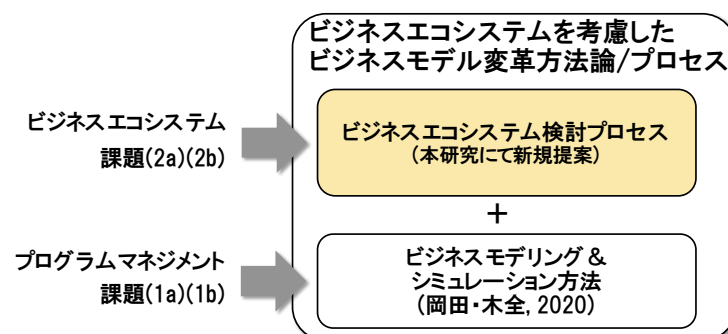 ビジネスエコシステムを考慮した
ビジネスモデル変革方法論/プロセス
ビジネスエコシステム
課題(2a)(2b)
ビジネスエコシステム検討プロセス
(本研究にて新規提案)
+
プログラムマネジメント
課題(1a)(1b)
ビジネスモデリング &
シミュレーション方法
(岡田・木全, 2020)